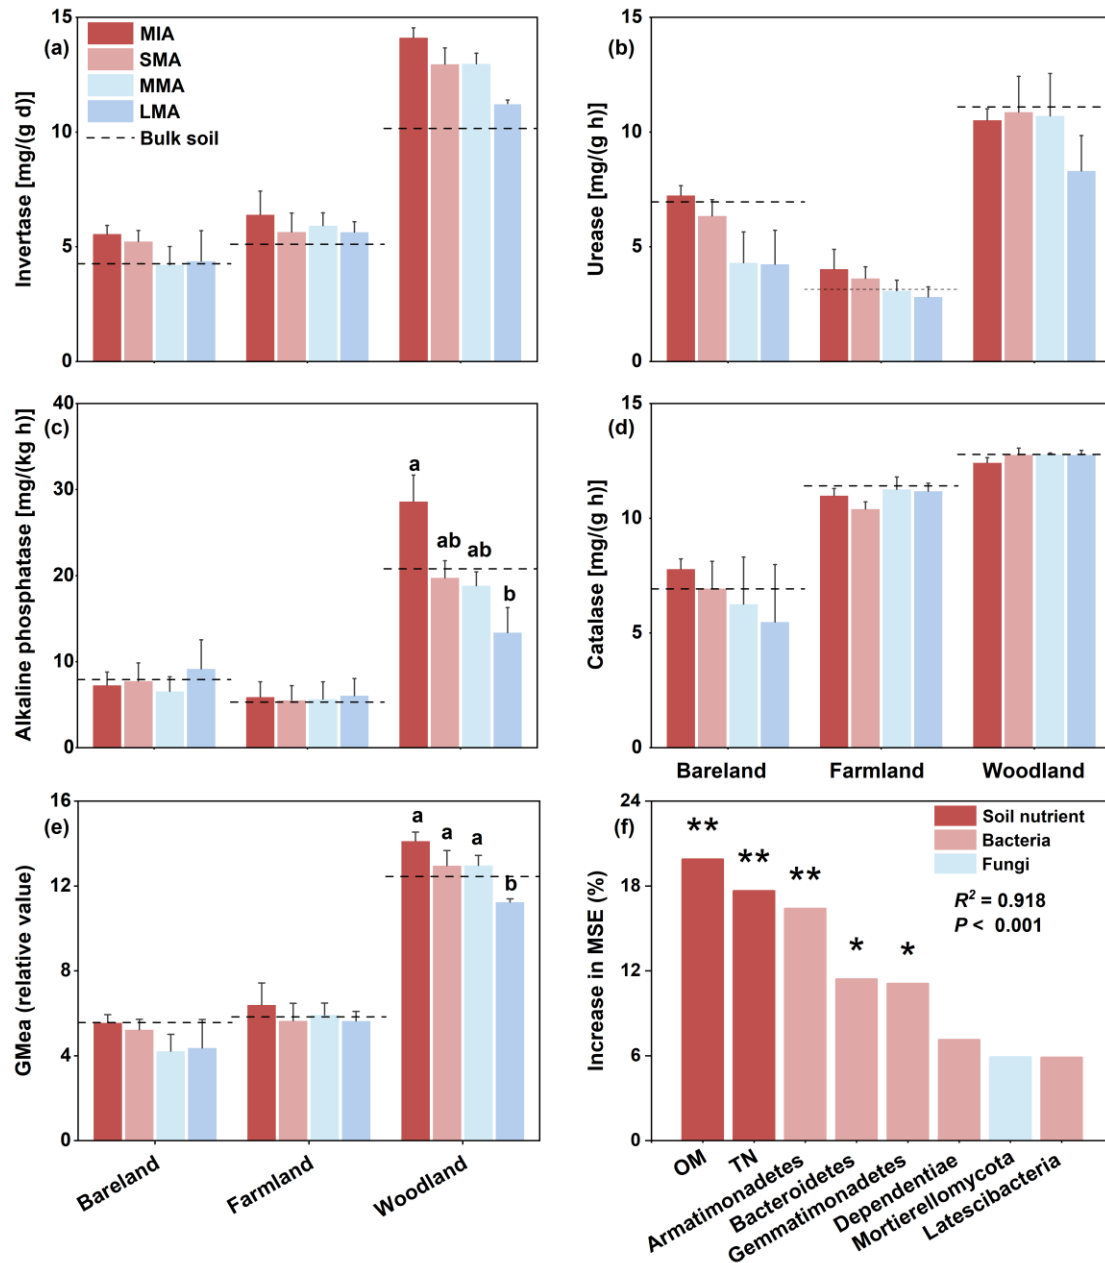 (a)
MIA
SMA
MMA
LMA
Bulk soil
Invertase [mg/(g d)]
15
10
5
0
(b)
Urease [mg/(g h)]
15
10
5
0
(c)
Alkaline phosphatase [mg/(kg h)]
40
30
20
10
0
a
ab
ab
b
(d)
Catalase [mg/(g h)]
15
10
5
0
Bareland
Farmland
Woodland
(e)
GMea (relative value)
16
12
8
4
0
a
a
a
b
Bareland
Farmland
Woodland
(f)
Increase in MSE (%)
24
18
12
6
0
Soil nutrient
Bacteria
Fungi
R² = 0.918
P < 0.001
**
**
**
*
*
OM
TN
Armatimonadetes
Bacteroidetes
Gemmatimonadetes
Dependentiae
Mortierellomycota
Latescibacteria